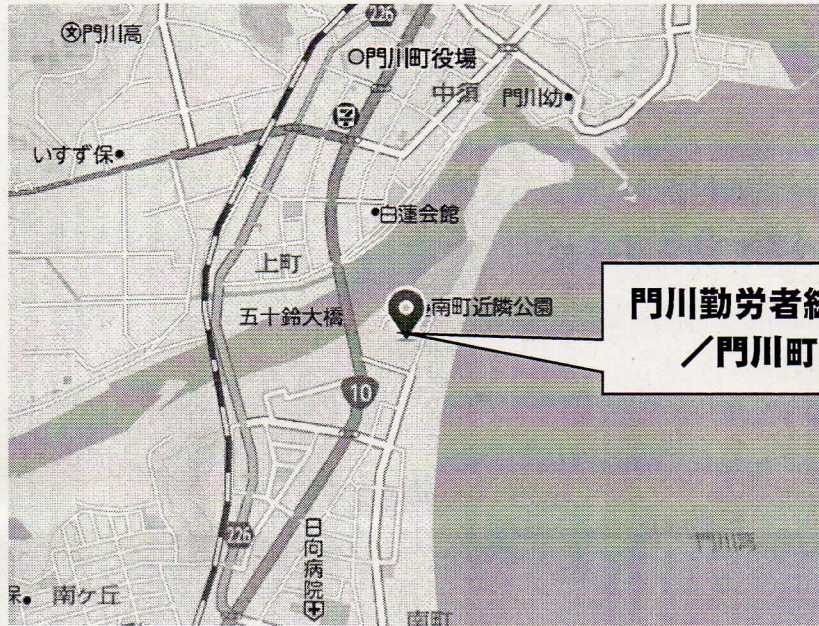 226
門川高
門川町役場
中須
門川幼
いすず保
白蓮会館
上町
南町近隣公園
五十鈴大橋
門川勤労者総
／門川町
10
226
日向病院
南ケ丘
南町